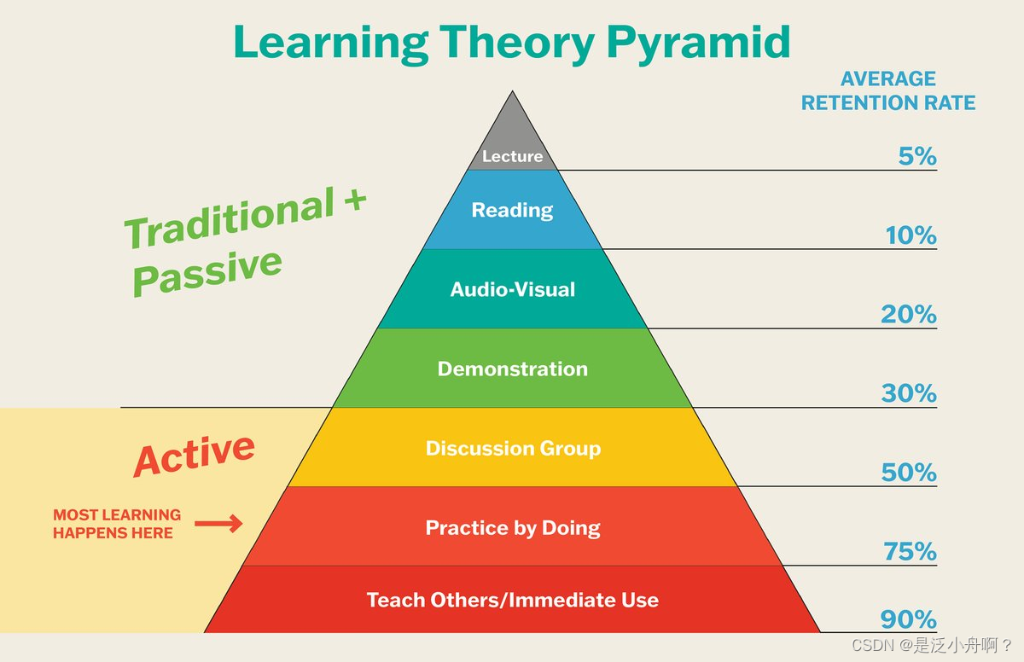 Learning Theory Pyramid
AVERAGE
RETENTION RATE
Lecture
5%
Traditional +
Passive
Reading
10%
Audio-Visual
20%
Demonstration
30%
Active
Discussion Group
50%
MOST LEARNING
HAPPENS HERE
Practice by Doing
75%
Teach Others/Immediate Use
90%
CSDN @是泛小舟啊？